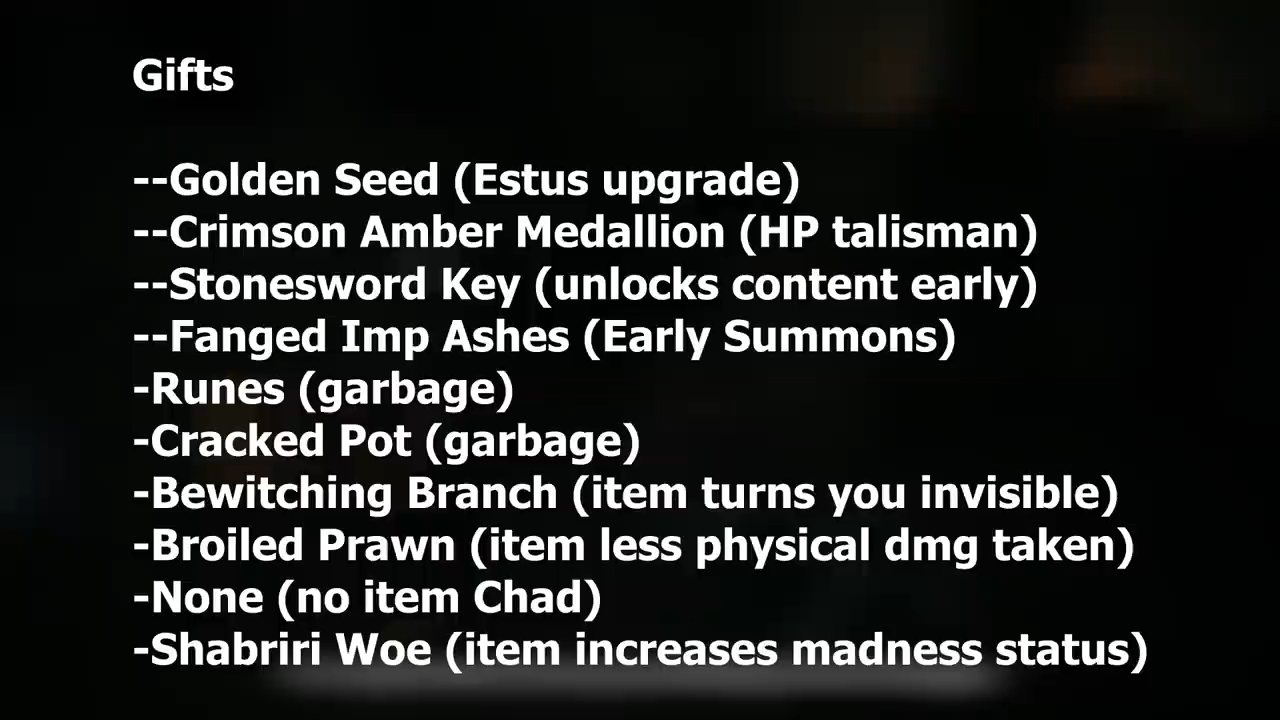 Gifts
--Golden Seed (Estus upgrade)
--Crimson Amber Medallion (HP talisman)
--Stonesword Key (unlocks content early)
--Fanged Imp Ashes (Early Summons)
-Runes (garbage)
-Cracked Pot (garbage)
-Bewitching Branch (item turns you invisible)
-Broiled Prawn (item less physical dmg taken)
-None (no item Chad)
-Shabriri Woe (item increases madness status)